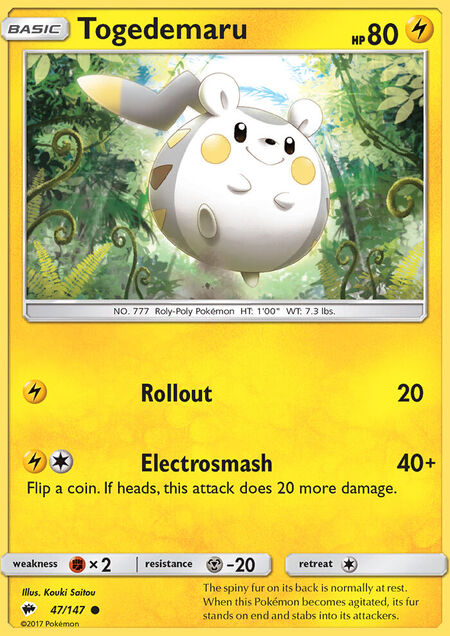 BASIC Togedemaru HP 80
NO. 777 Roly-Poly Pokémon HT: 1'00" WT: 7.3 lbs.
Rollout 20
Electrosmash 40+
Flip a coin. If heads, this attack does 20 more damage.
weakness ×2 resistance -20 retreat
Illus. Kouki Saitou
47/147
©2017 Pokémon
The spiny fur on its back is normally at rest.
When this Pokémon becomes agitated, its fur
stands on end and stabs into its attackers.